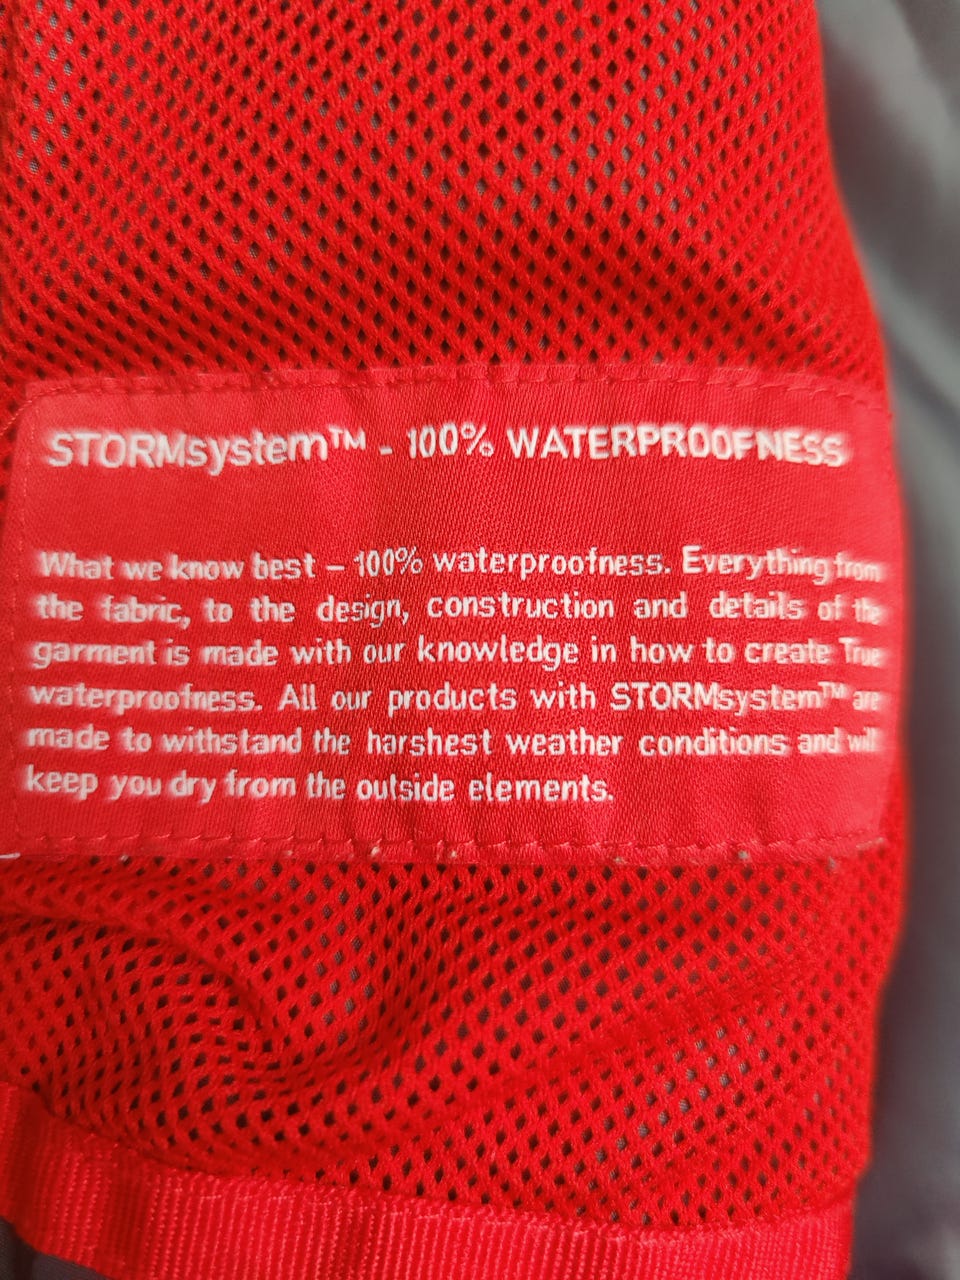 STORMsystem™ - 100% WATERPROOFNESS
What we know best – 100% waterproofness. Everything from
the fabric, to the design, construction and details of the
garment is made with our knowledge in how to create True
waterproofness. All our products with STORMsystem™ are
made to withstand the harshest weather conditions and will
keep you dry from the outside elements.